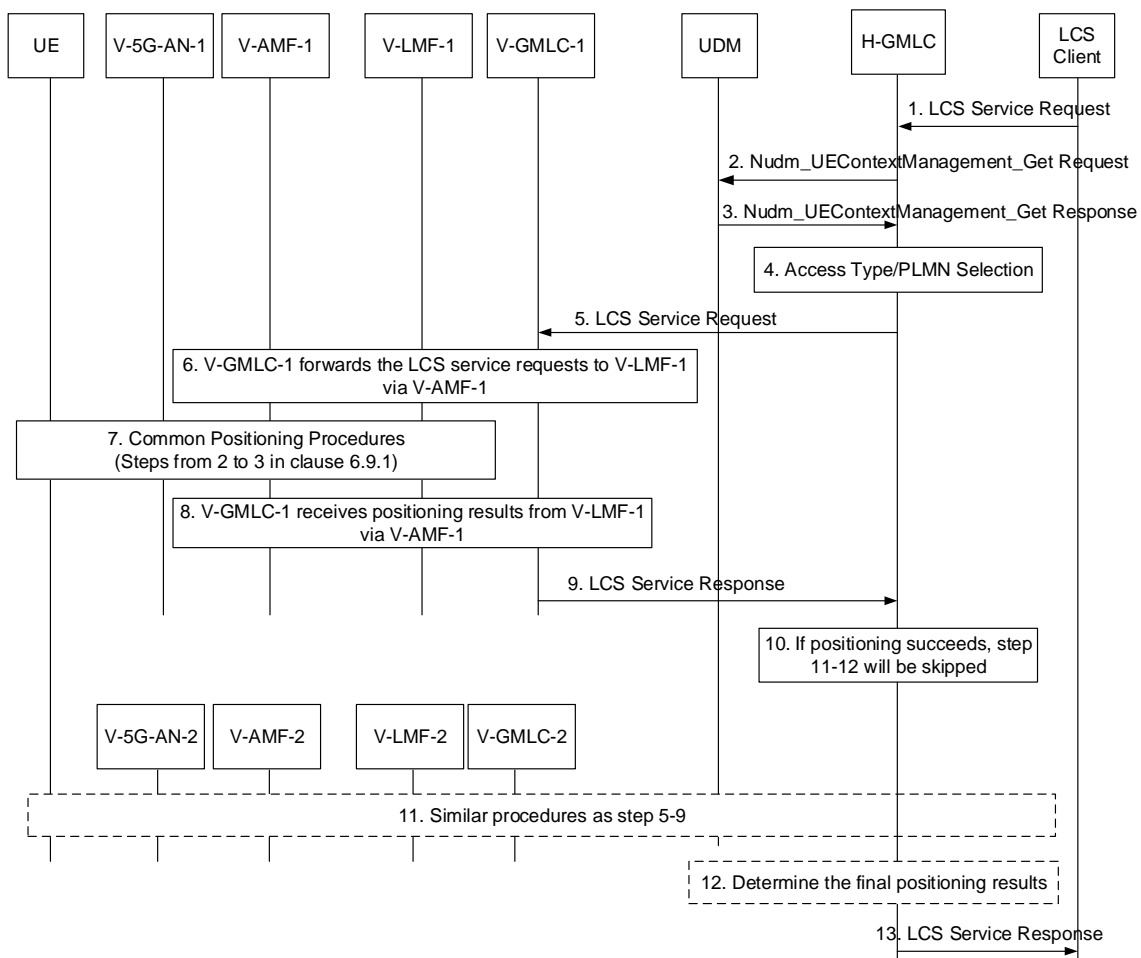 UE
V-5G-AN-1
V-AMF-1
V-LMF-1
V-GMLC-1
UDM
H-GMLC
LCS
Client
1. LCS Service Request
2. Nudm_UEContextManagement_Get Request
3. Nudm_UEContextManagement_Get Response
4. Access Type/PLMN Selection
5. LCS Service Request
6. V-GMLC-1 forwards the LCS service requests to V-LMF-1
via V-AMF-1
7. Common Positioning Procedures
(Steps from 2 to 3 in clause 6.9.1)
8. V-GMLC-1 receives positioning results from V-LMF-1
via V-AMF-1
9. LCS Service Response
10. If positioning succeeds, step
11-12 will be skipped
V-5G-AN-2
V-AMF-2
V-LMF-2
V-GMLC-2
11. Similar procedures as step 5-9
12. Determine the final positioning results
13. LCS Service Response